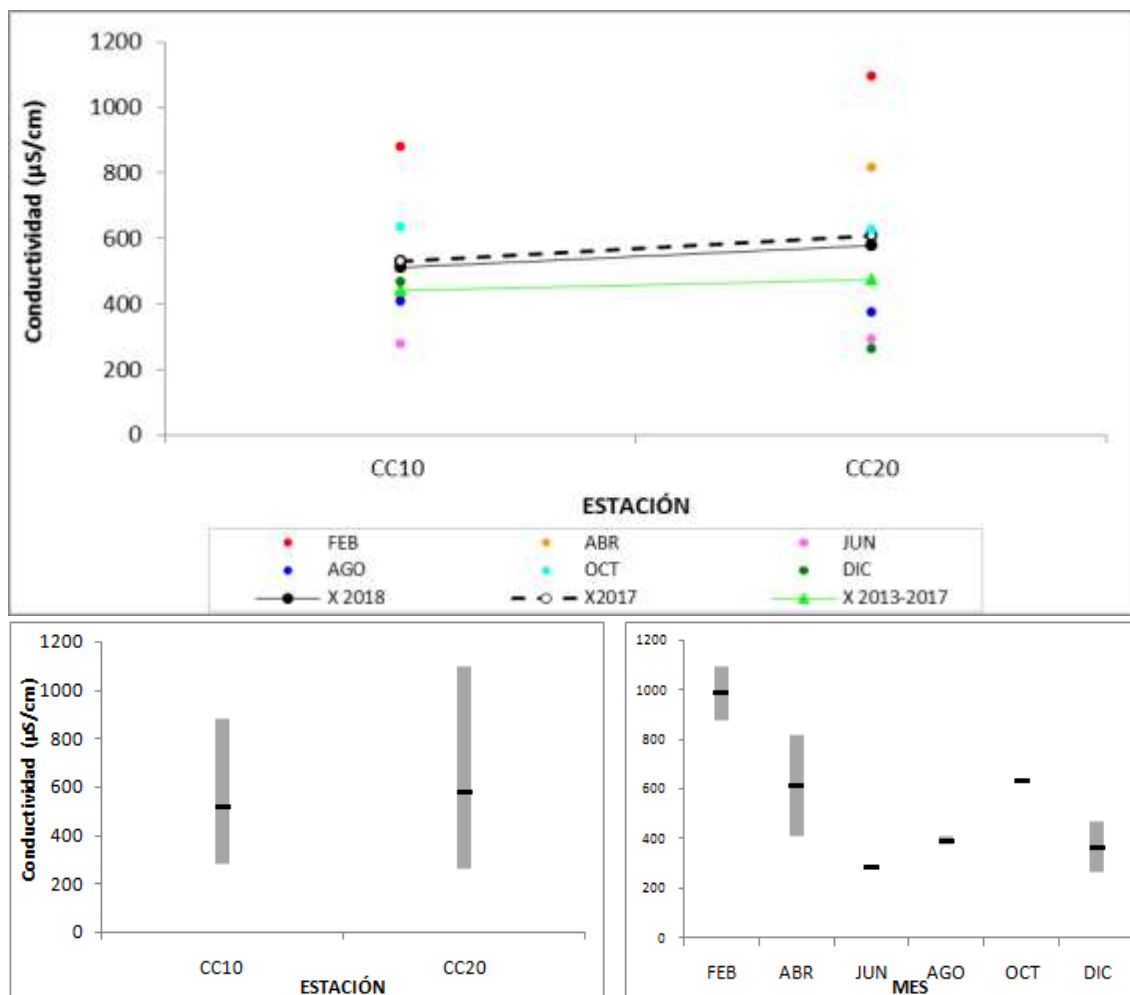 Conductividad (µS/cm)
1200
1000
800
600
400
200
0
CC10 CC20
ESTACIÓN
FEB ABR JUN
AGO OCT DIC
X 2018 X2017 X 2013-2017
Conductividad (µS/cm)
1200
1000
800
600
400
200
0
CC10 CC20
ESTACIÓN
1200
1000
800
600
400
200
0
FEB ABR JUN AGO OCT DIC
MES